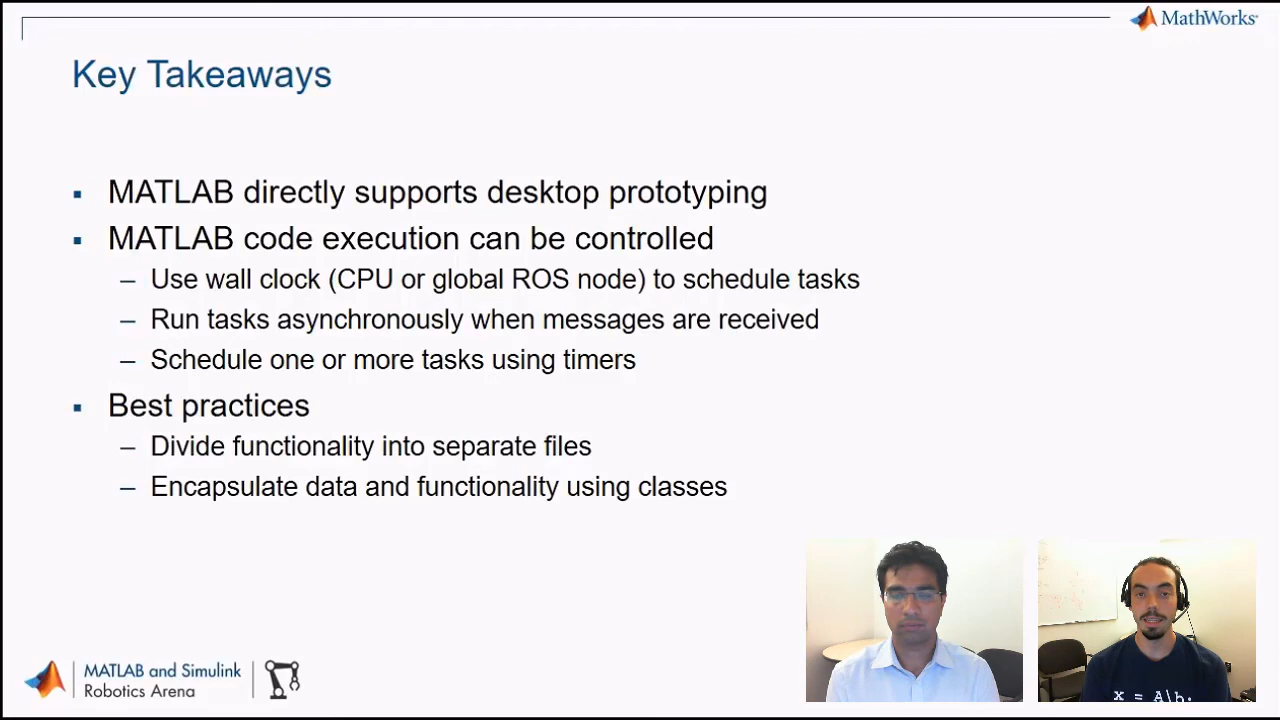 MathWorks
Key Takeaways
MATLAB directly supports desktop prototyping
MATLAB code execution can be controlled
– Use wall clock (CPU or global ROS node) to schedule tasks
– Run tasks asynchronously when messages are received
– Schedule one or more tasks using timers
Best practices
– Divide functionality into separate files
– Encapsulate data and functionality using classes
MATLAB and Simulink
Robotics Arena
x = A\b;